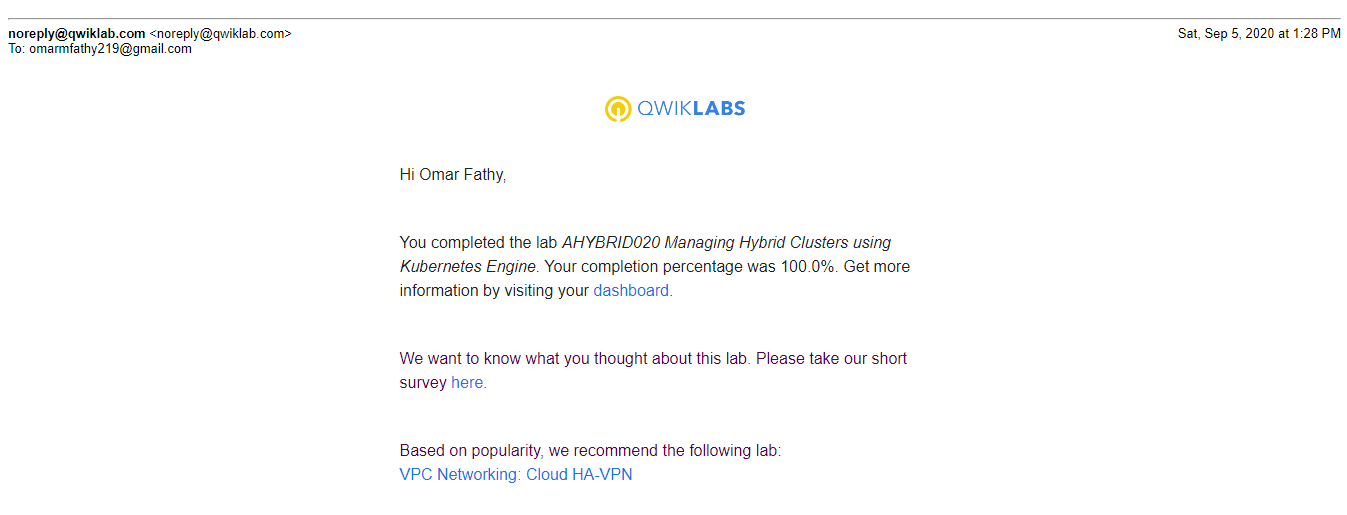 noreply@qwiklab.com <noreply@qwiklab.com>
Sat, Sep 5, 2020 at 1:28 PM
To: omarmfathy219@gmail.com
QWIKLABS
Hi Omar Fathy,
You completed the lab AHYBRID020 Managing Hybrid Clusters using
Kubernetes Engine. Your completion percentage was 100.0%. Get more
information by visiting your dashboard.
We want to know what you thought about this lab. Please take our short
survey here.
Based on popularity, we recommend the following lab:
VPC Networking: Cloud HA-VPN